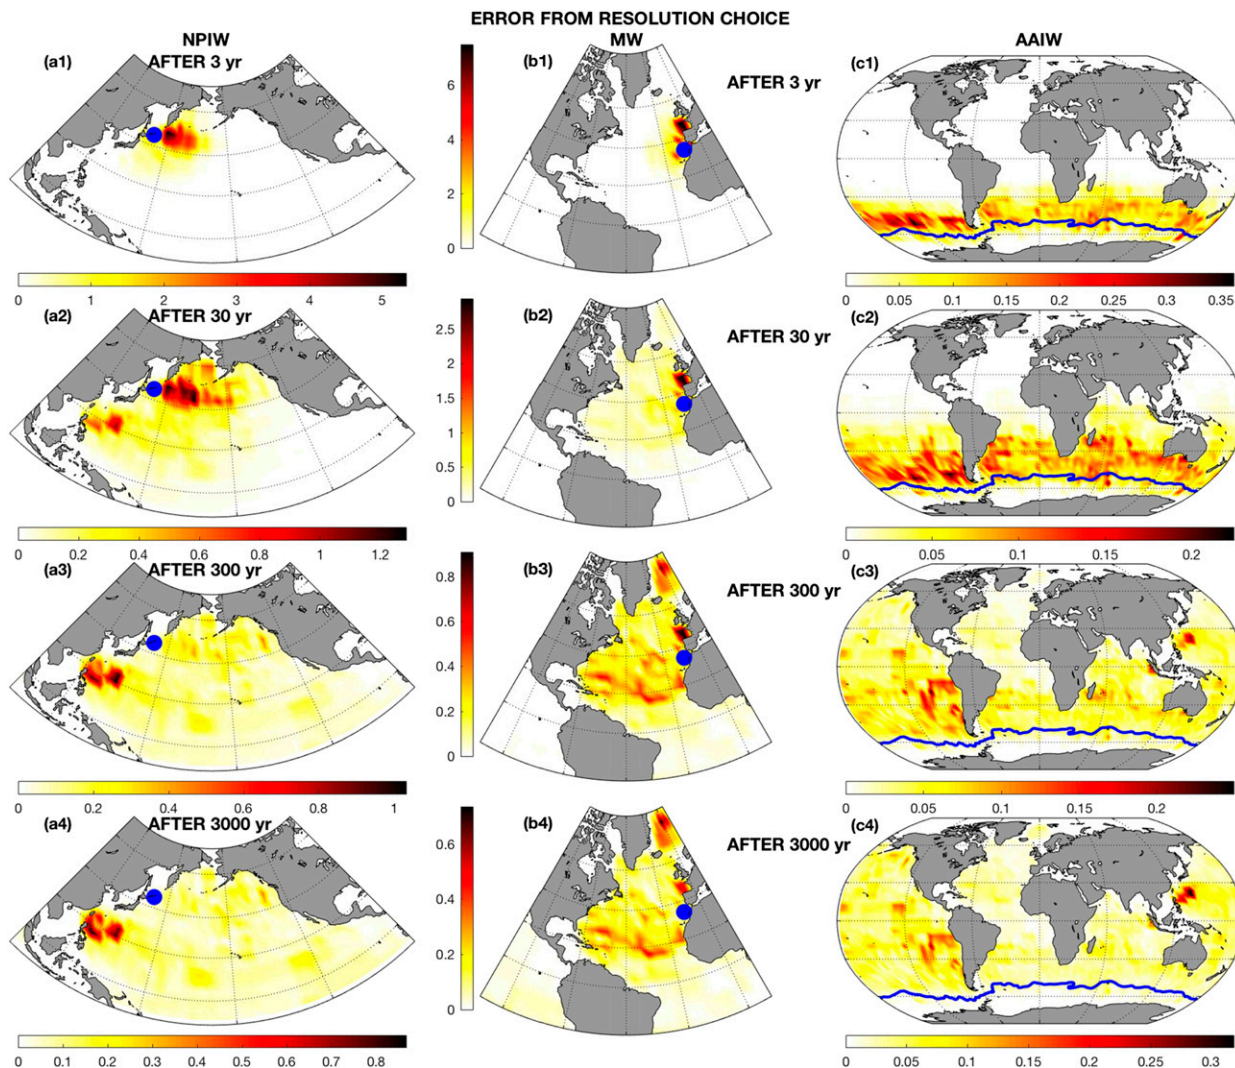 ERROR FROM RESOLUTION CHOICE
NPIW
MW
AAIW
(a1)
AFTER 3 yr
(b1)
AFTER 3 yr
(c1)
6
4
2
0
0 1 2 3 4 5
0 0.05 0.1 0.15 0.2 0.25 0.3 0.35
(a2)
AFTER 30 yr
(b2)
AFTER 30 yr
(c2)
2.5
2
1.5
1
0.5
0
0 0.2 0.4 0.6 0.8 1 1.2
0 0.05 0.1 0.15 0.2
(a3)
AFTER 300 yr
(b3)
AFTER 300 yr
(c3)
0.8
0.6
0.4
0.2
0
0 0.2 0.4 0.6 0.8 1
0 0.05 0.1 0.15 0.2
(a4)
AFTER 3000 yr
(b4)
AFTER 3000 yr
(c4)
0.6
0.4
0.2
0
0 0.1 0.2 0.3 0.4 0.5 0.6 0.7 0.8
0 0.05 0.1 0.15 0.2 0.25 0.3